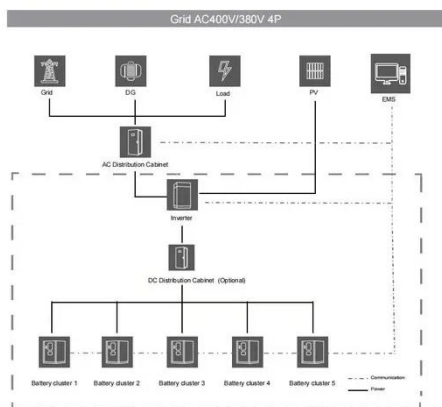 Grid AC400V/380V 4P
Grid
DG
Load
PV
EMS
AC Distribution Cabinet
Inverter
DC Distribution Cabinet (Optional)
Battery cluster 1
Battery cluster 2
Battery cluster 3
Battery cluster 4
Battery cluster 5
Communication
Power